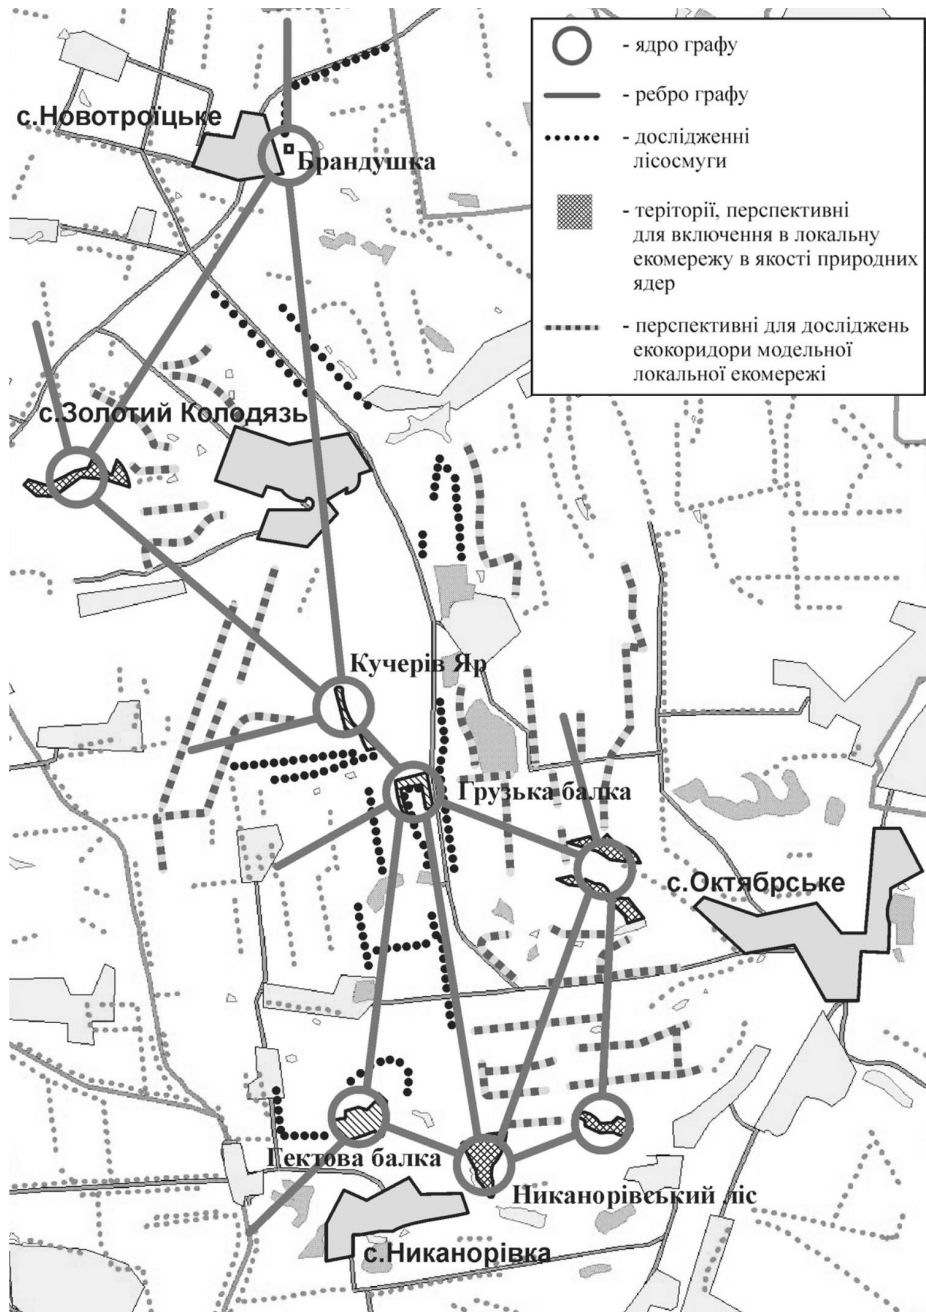 - ядро графу
- ребро графу
- дослідженні
лісосмуги
- теріторії, перспективні
для включення в локальну
екомережу в якості природних
ядер
- перспективні для досліджень
екокоридори модельної
локальної екомережі
с.Новотроїцьке
Брандушка
с.Золотий Колодязь
Кучерів Яр
Грузька балка
с.Октябрське
Гектова балка
Никанорівський ліс
с.Никанорівка